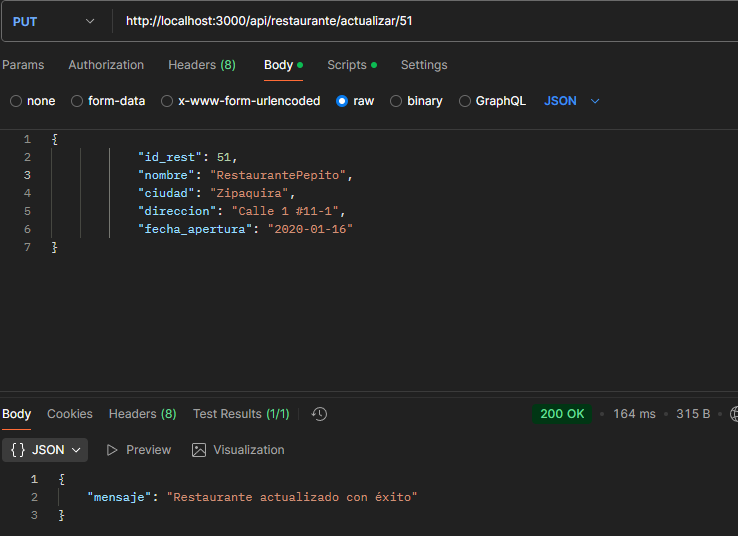 PUT http://localhost:3000/api/restaurante/actualizar/51
Params Authorization Headers (8) Body Scripts Settings
none form-data x-www-form-urlencoded raw binary GraphQL JSON
1 {
2 "id_rest": 51,
3 "nombre": "RestaurantePepito",
4 "ciudad": "Zipaquira",
5 "direccion": "Calle 1 #11-1",
6 "fecha_apertura": "2020-01-16"
7 }
Body Cookies Headers (8) Test Results (1/1) 200 OK • 164 ms • 315 B •
{} JSON Preview Visualization
1 {
2 "mensaje": "Restaurante actualizado con éxito"
3 }